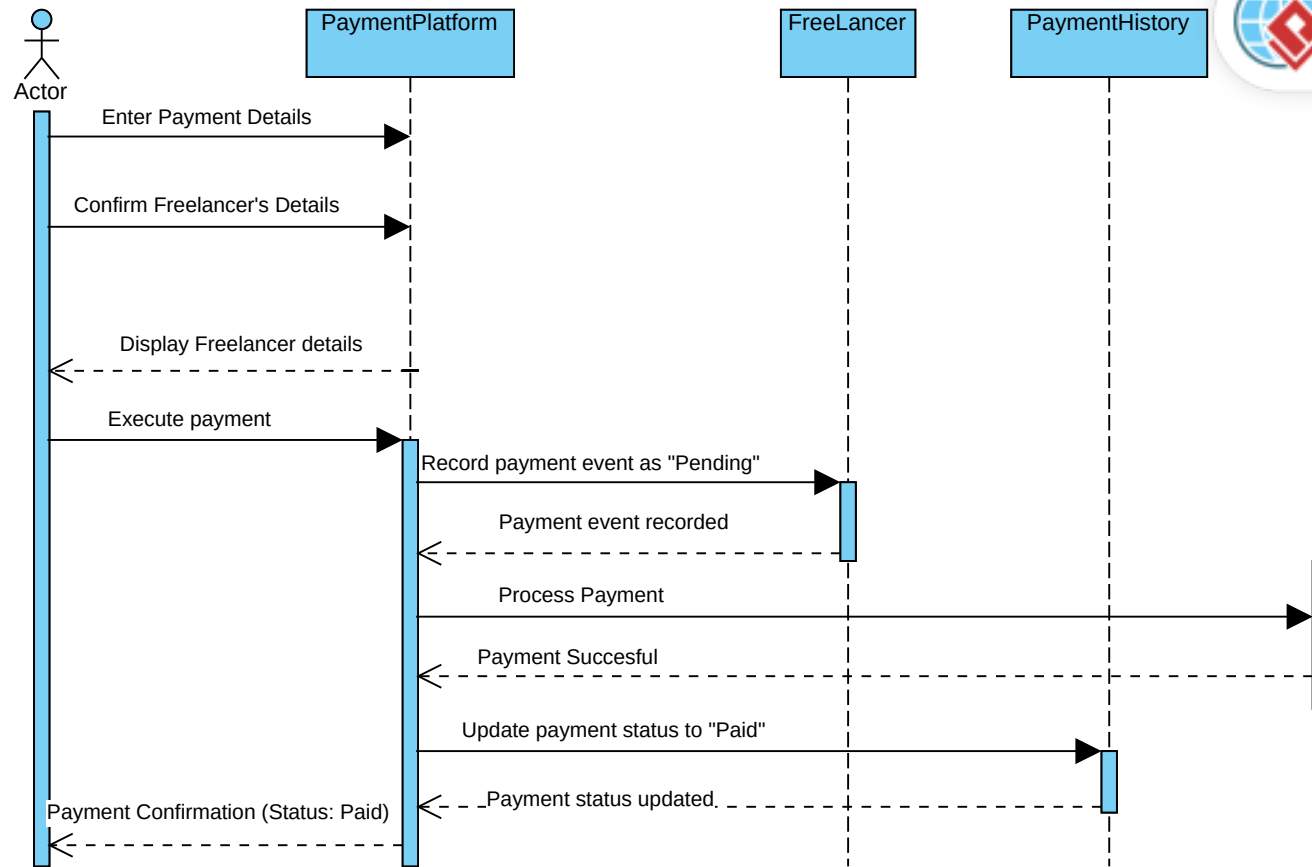 PaymentPlatform
FreeLancer
PaymentHistory
Actor
Enter Payment Details
Confirm Freelancer's Details
Display Freelancer details
Execute payment
Record payment event as "Pending"
Payment event recorded
Process Payment
Payment Succesful
Update payment status to "Paid"
Payment status updated
Payment Confirmation (Status: Paid)